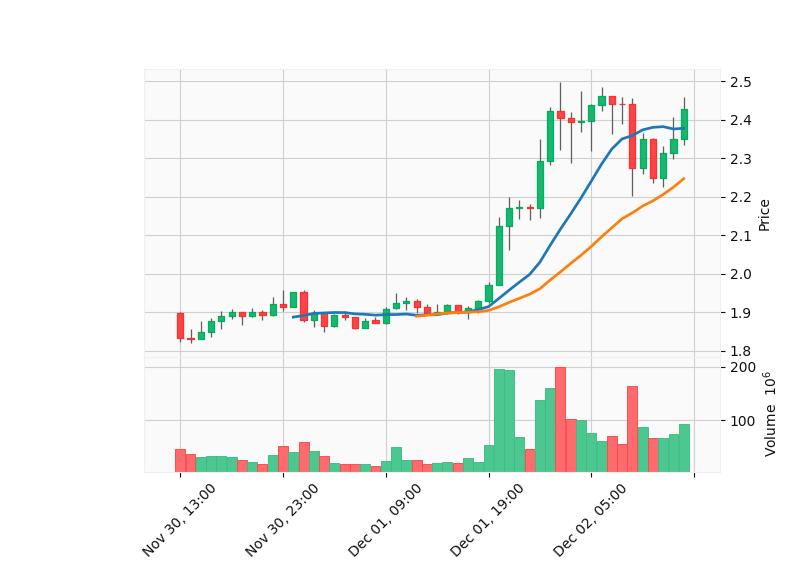 2.5
2.4
2.3
2.2
2.1
2.0
1.9
1.8
Price
200
100
Volume 10⁶
Nov 30, 13:00
Nov 30, 23:00
Dec 01, 09:00
Dec 01, 19:00
Dec 02, 05:00